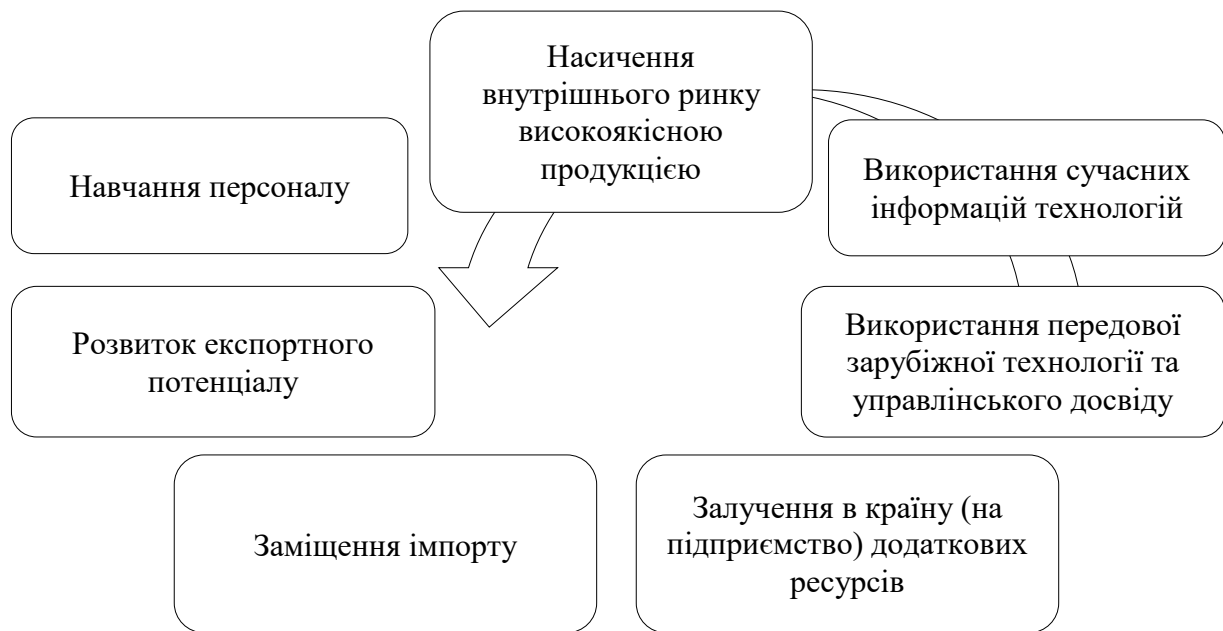 Насичення
внутрішнього ринку
високоякісною
продукцією
Навчання персоналу
Використання сучасних
інформацій технологій
Розвиток експортного
потенціалу
Використання передової
зарубіжної технології та
управлінського досвіду
Заміщення імпорту
Залучення в країну (на
підприємство) додаткових
ресурсів